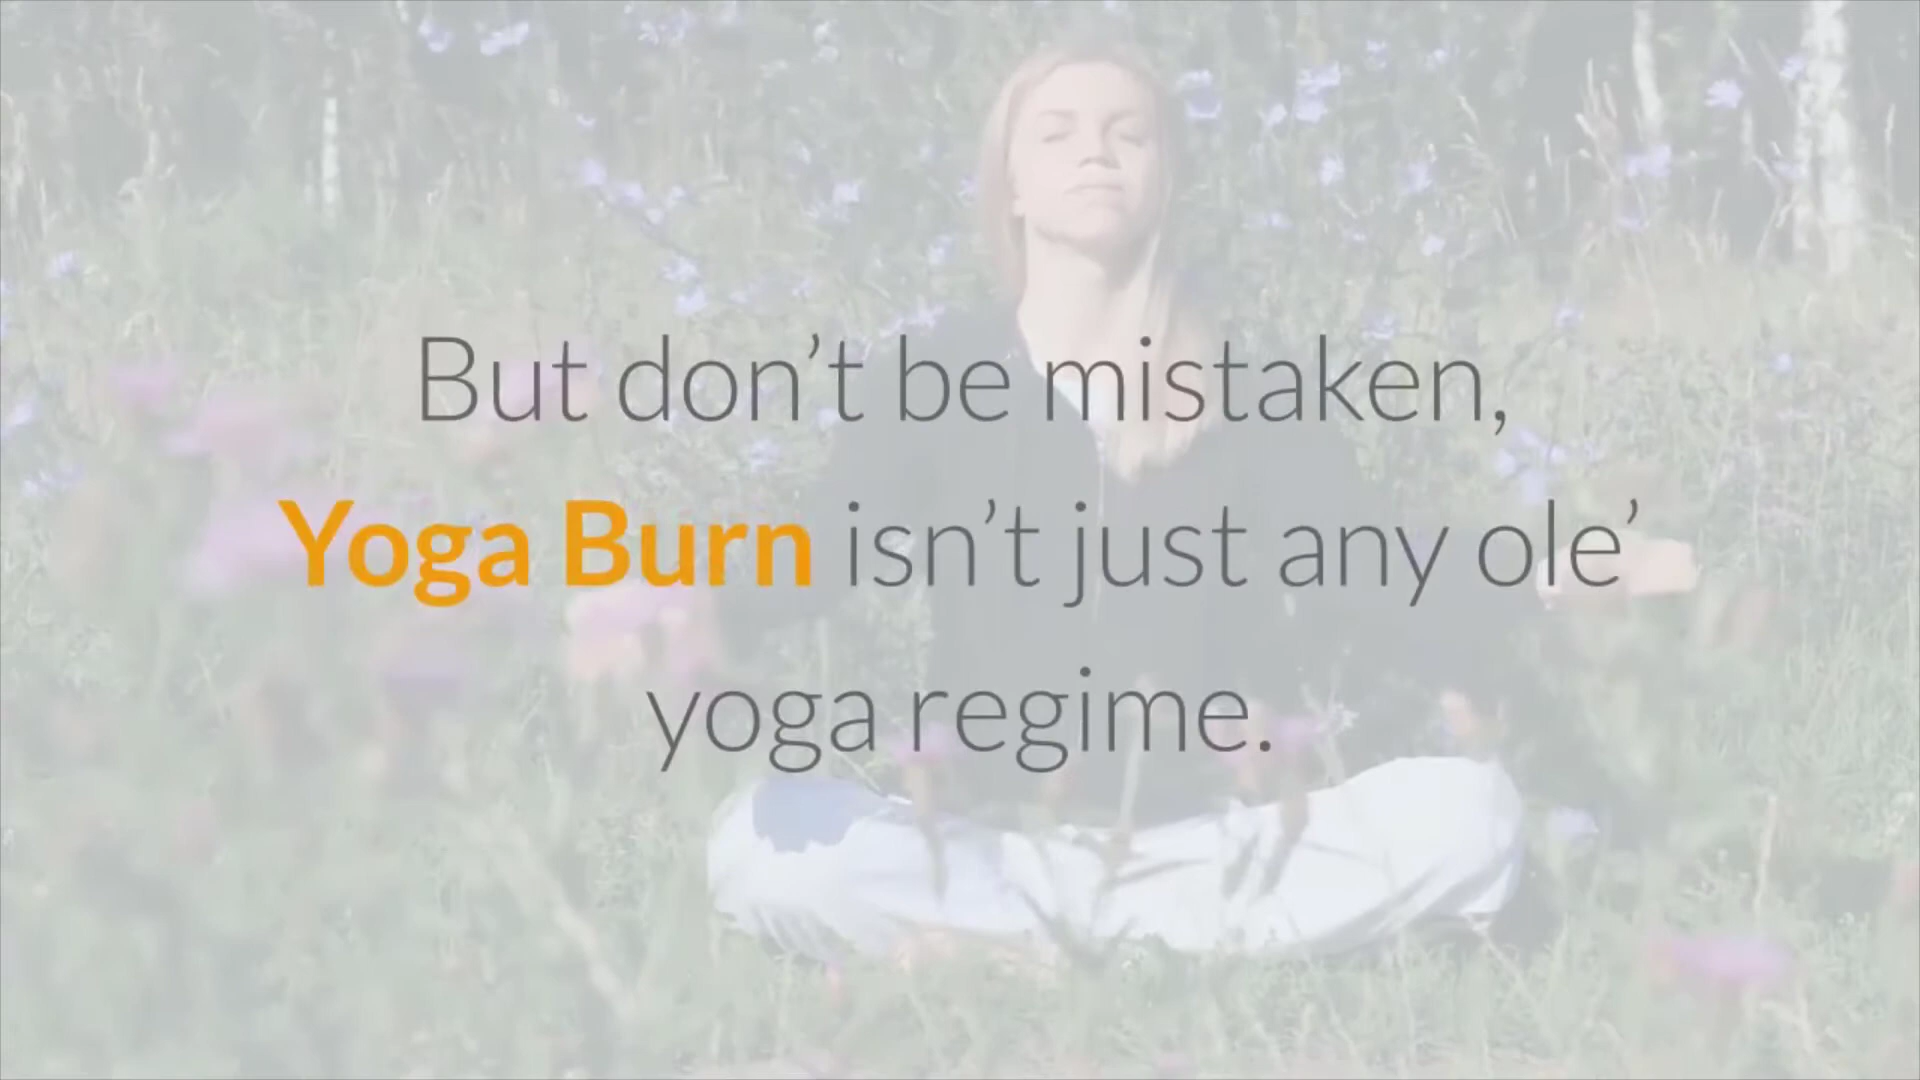 But don’t be mistaken,
Yoga Burn isn’t just any ole’
yoga regime.